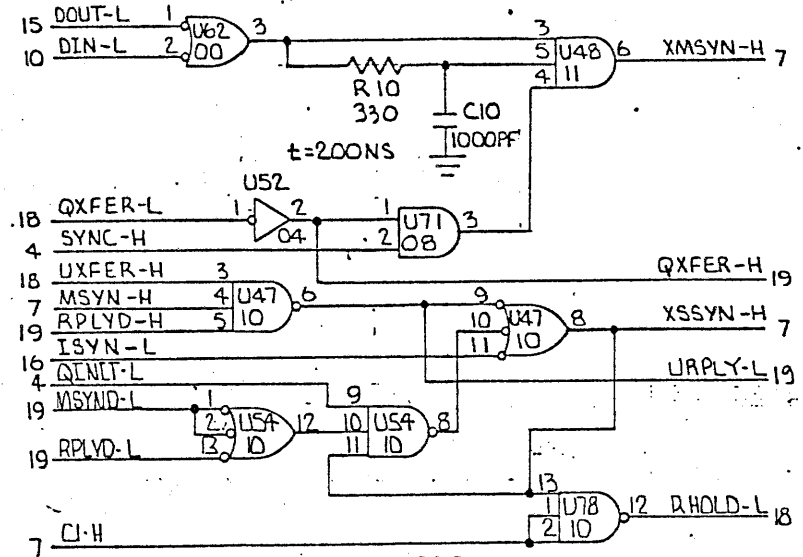 15 DOUT-L 1 U62 3 3 U48 6 XMSYN-H 7
10 DIN-L 2 00 5 11
4
R10
330
C10
1000PF
t=200NS
U52
18 QXFER-L 1 2 1 U71 3
4 SYNC-H 04 2 08
QXFER-H 19
18 UXFER-H 3
7 MSYN-H 4 U47 6 9 U47 8 XSSYN-H 7
19 RPLYD-H 5 10 10 10
16 ISYN-L 11
4 QINIT-L 9 URPLY-L 19
19 MSYND-L 1 U54 12 10 U54 8
2 10 11 10
19 RPLYD-L 13
13 U78 12 RHOLD-L 18
1 10
7 CI-H 2